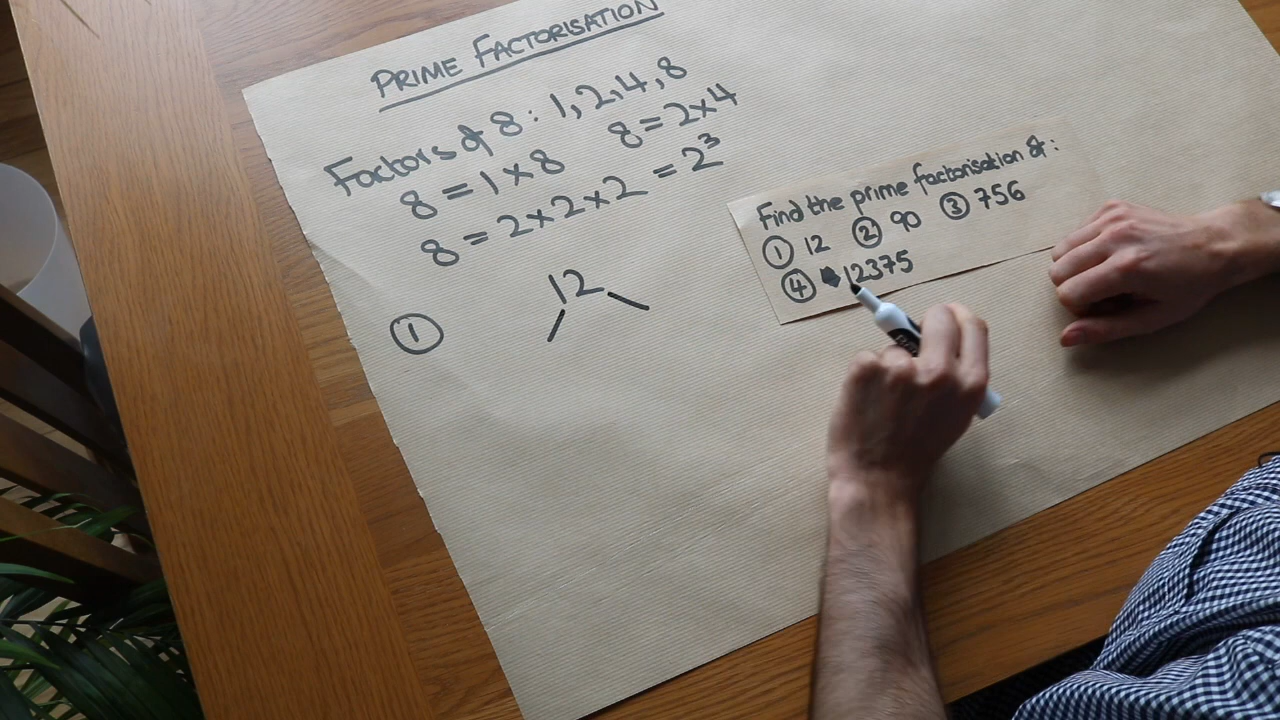 PRIME FACTORISATION
Factors of 8: 1, 2, 4, 8
8 = 1 × 8 8 = 2×4
8 = 2×2×2 = 2³
Find the prime factorisation of:
① 12 ② 90 ③ 756
④ 12375
① 12